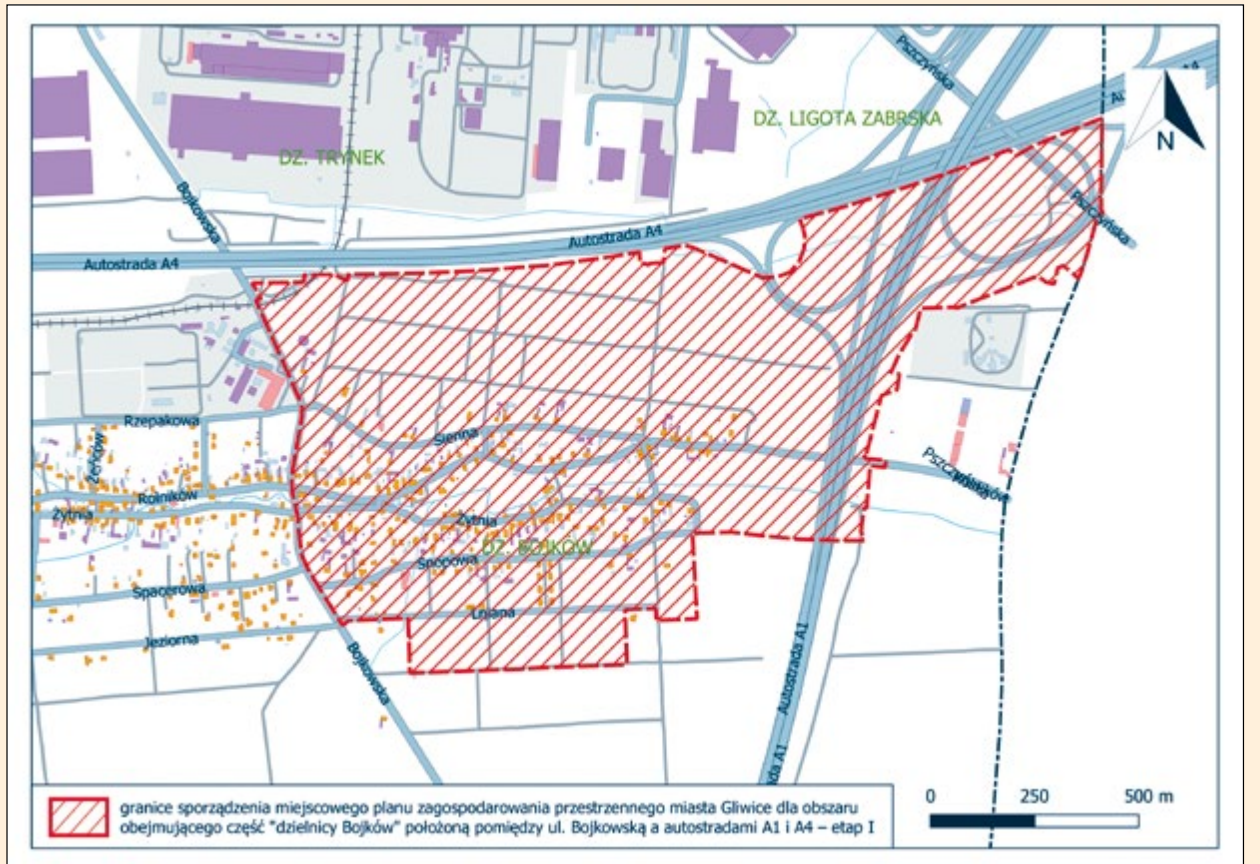 Pszczyńska
DZ. LIGOTA ZABRSKA
N
DZ. TRYNEK
Bojkowska
Pszczyńska
Autostrada A4
Autostrada A4
Rzepakowa
Sienna
Żeńców
Rolników
Żytnia
Żytnia
DZ. BOJKÓW
Snopowa
Spacerowa
Lniana
Jeziorna
Bojkowska
Autostrada A1
0 250 500 m
granice sporządzenia miejscowego planu zagospodarowania przestrzennego miasta Gliwice dla obszaru
obejmującego część "dzielnicy Bojków" położoną pomiędzy ul. Bojkowską a autostradami A1 i A4 – etap I